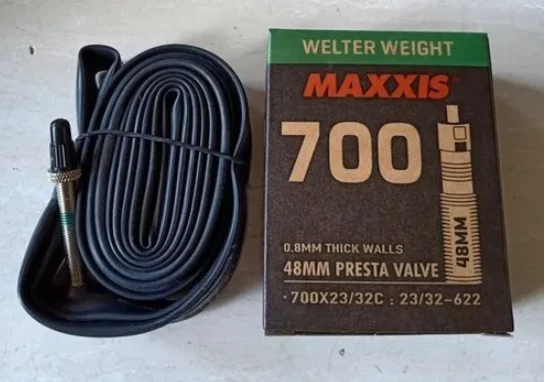 WELTER WEIGHT
MAXXIS
700
48MM
0.8MM THICK WALLS
48MM PRESTA VALVE
·700X23/32C : 23/32-622